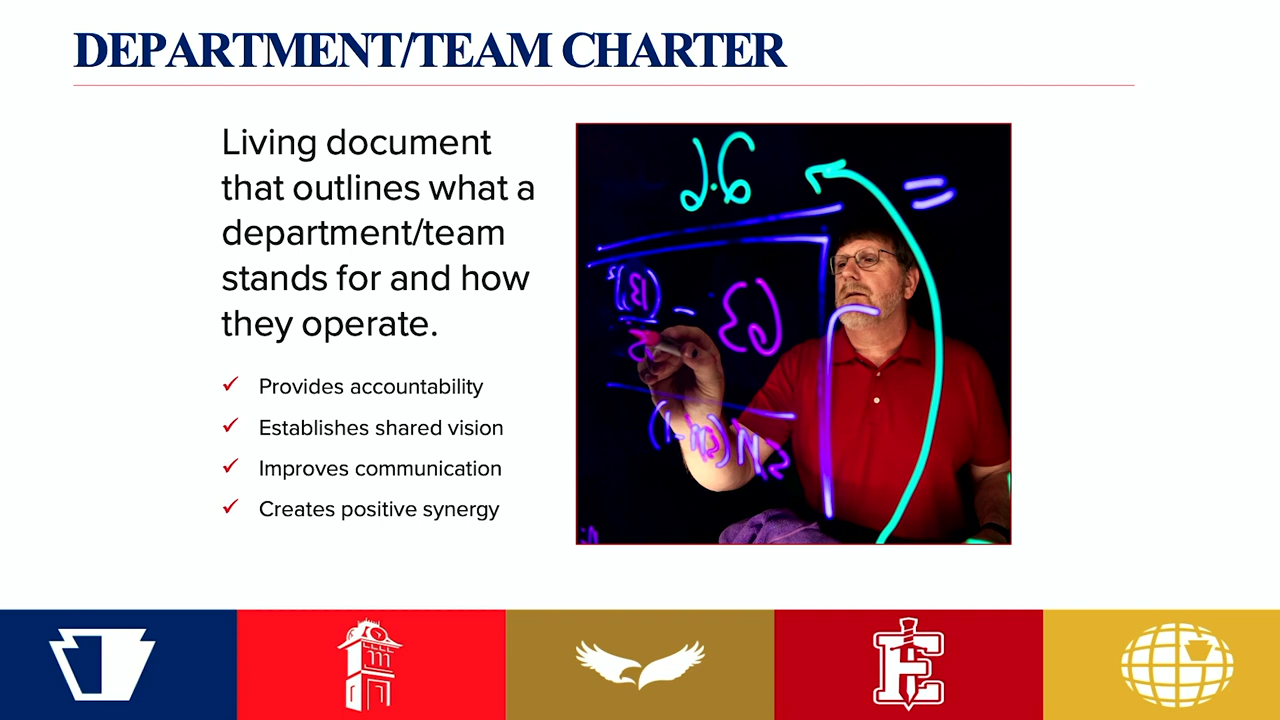 DEPARTMENT/TEAM CHARTER
Living document
that outlines what a
department/team
stands for and how
they operate.
Provides accountability
Establishes shared vision
Improves communication
Creates positive synergy
E